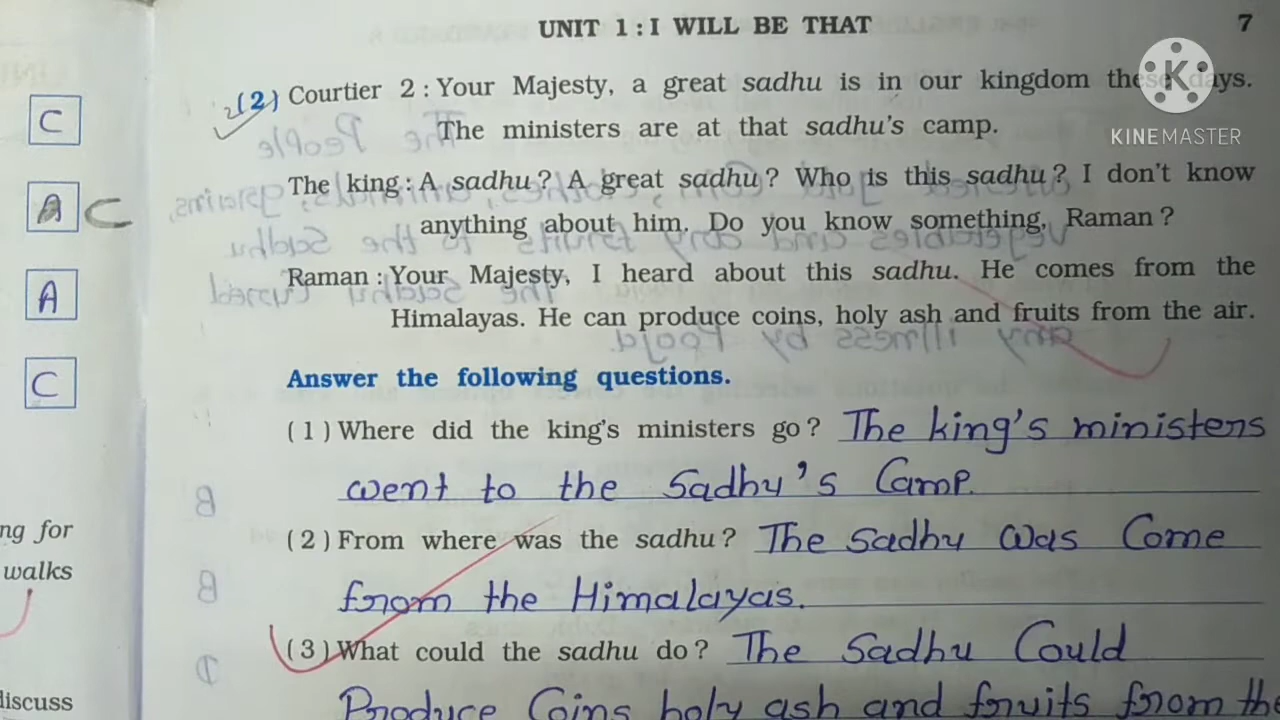 UNIT 1 : I WILL BE THAT
7
(2) Courtier 2 : Your Majesty, a great sadhu is in our kingdom these days.
The ministers are at that sadhu's camp.
KINEMASTER
The king : A sadhu? A great sadhu? Who is this sadhu? I don't know
anything about him. Do you know something, Raman?
Raman : Your Majesty, I heard about this sadhu. He comes from the
Himalayas. He can produce coins, holy ash and fruits from the air.
Answer the following questions.
(1) Where did the king's ministers go? The king's ministers
went to the Sadhu's Camp.
(2) From where was the sadhu? The Sadhu was Come
from the Himalayas.
(3) What could the sadhu do? The Sadhu Could
Produce Coins holy ash and fruits from the
C
A C
A
C
ng for
walks
discuss